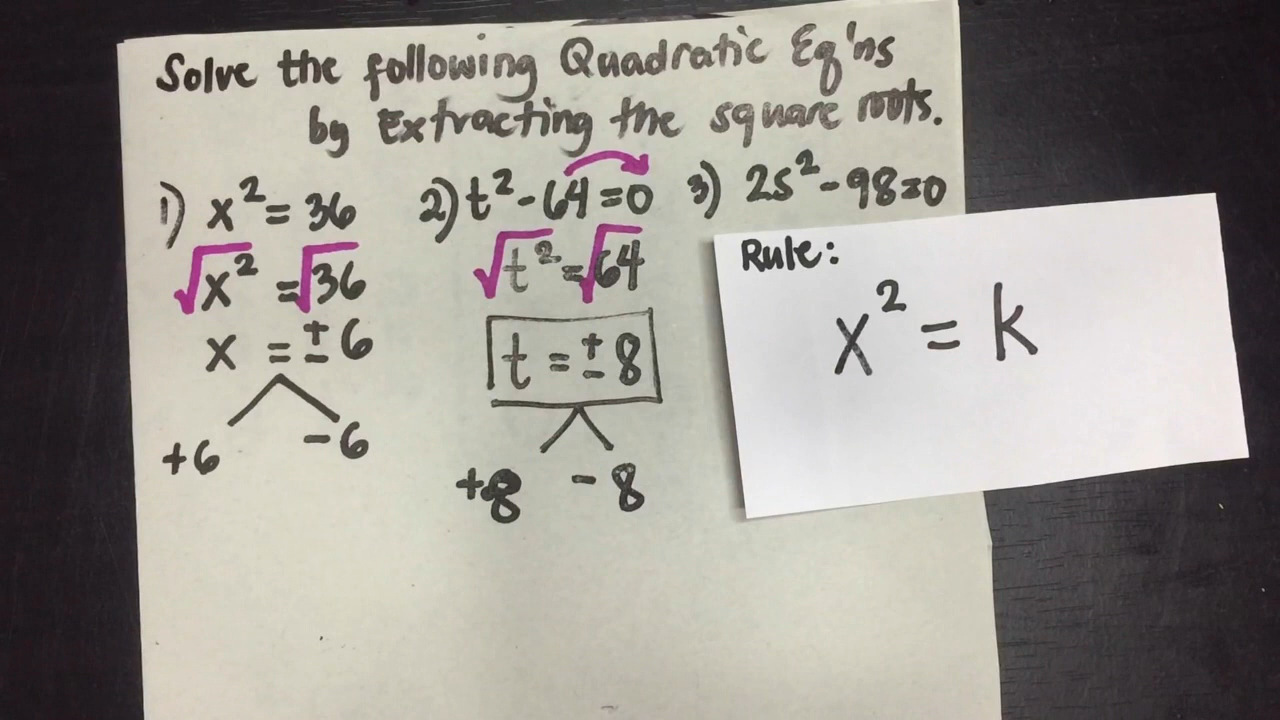 Solve the following Quadratic Eq'ns
by Extracting the square roots.
1) x² = 36
√x² = √36
x = ± 6
+6 -6
2) t² - 64 = 0
√t² = √64
t = ± 8
+8 - 8
3) 2s² - 98 = 0
Rule:
x² = k